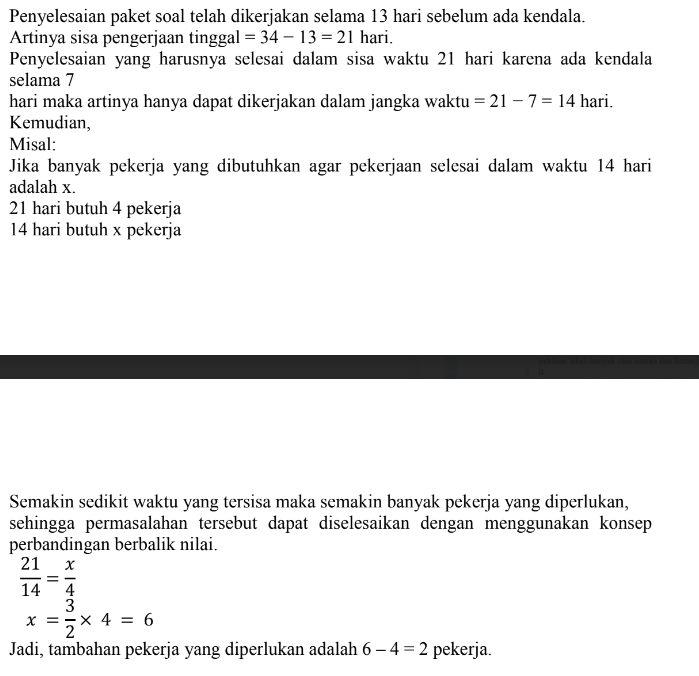 Penyelesaian paket soal telah dikerjakan selama 13 hari sebelum ada kendala.
Artinya sisa pengerjaan tinggal = 34 − 13 = 21 hari.
Penyelesaian yang harusnya selesai dalam sisa waktu 21 hari karena ada kendala
selama 7
hari maka artinya hanya dapat dikerjakan dalam jangka waktu = 21 − 7 = 14 hari.
Kemudian,
Misal:
Jika banyak pekerja yang dibutuhkan agar pekerjaan selesai dalam waktu 14 hari
adalah x.
21 hari butuh 4 pekerja
14 hari butuh x pekerja
Semakin sedikit waktu yang tersisa maka semakin banyak pekerja yang diperlukan,
sehingga permasalahan tersebut dapat diselesaikan dengan menggunakan konsep
perbandingan berbalik nilai.
21/14 = x/4
x = 3/2 × 4 = 6
Jadi, tambahan pekerja yang diperlukan adalah 6 – 4 = 2 pekerja.